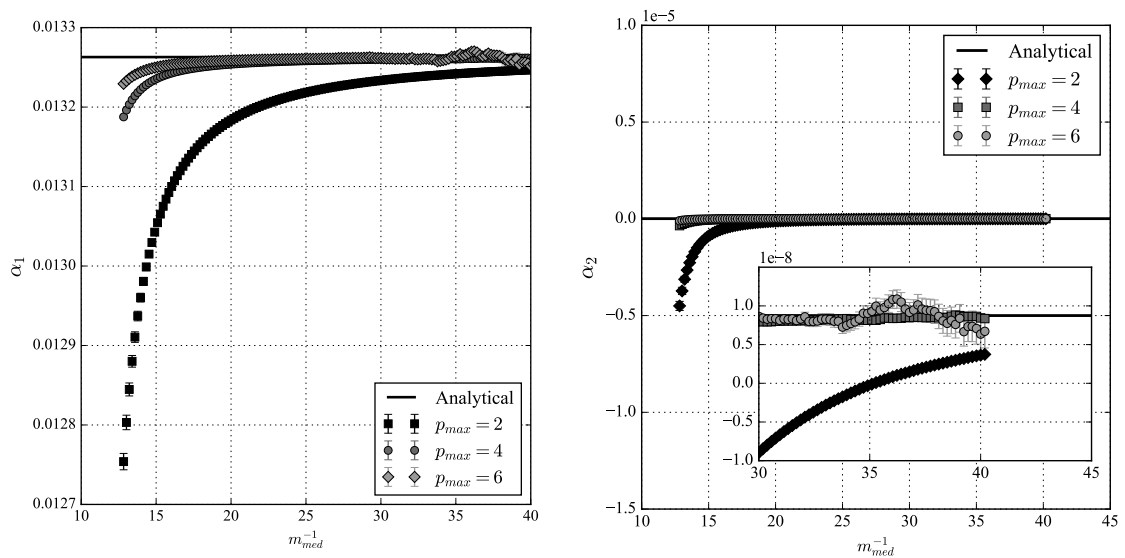 0.0133
0.0132
0.0131
0.0130
0.0129
0.0128
0.0127
α₁
10 15 20 25 30 35 40
m⁻¹ₘₑ𝒹
Analytical
pₘₐₓ = 2
pₘₐₓ = 4
pₘₐₓ = 6
1e−5
1.0
0.5
0.0
−0.5
−1.0
−1.5
α₂
10 15 20 25 30 35 40 45
m⁻¹ₘₑ𝒹
Analytical
pₘₐₓ = 2
pₘₐₓ = 4
pₘₐₓ = 6
1e−8
1.0
0.5
0.0
−0.5
−1.0
30 35 40 45